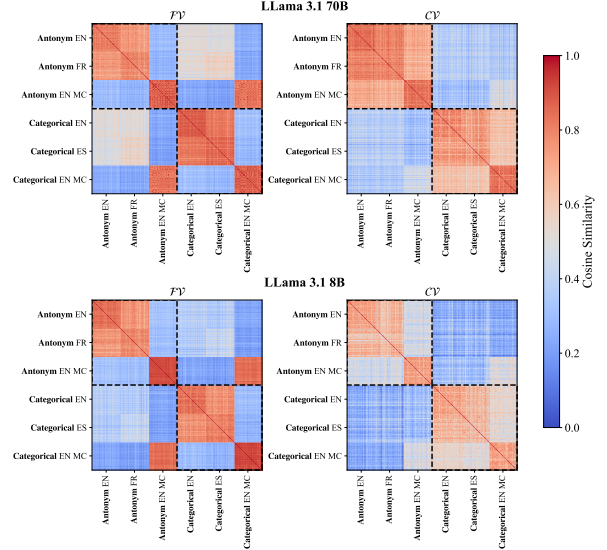 LLama 3.1 70B
𝓕𝓥
𝓒𝓥
Antonym EN
Antonym FR
Antonym EN MC
Categorical EN
Categorical ES
Categorical EN MC
Antonym EN
Antonym FR
Antonym EN MC
Categorical EN
Categorical ES
Categorical EN MC
Antonym EN
Antonym FR
Antonym EN MC
Categorical EN
Categorical ES
Categorical EN MC
Antonym EN
Antonym FR
Antonym EN MC
Categorical EN
Categorical ES
Categorical EN MC
LLama 3.1 8B
𝓕𝓥
𝓒𝓥
Antonym EN
Antonym FR
Antonym EN MC
Categorical EN
Categorical ES
Categorical EN MC
Antonym EN
Antonym FR
Antonym EN MC
Categorical EN
Categorical ES
Categorical EN MC
Antonym EN
Antonym FR
Antonym EN MC
Categorical EN
Categorical ES
Categorical EN MC
Antonym EN
Antonym FR
Antonym EN MC
Categorical EN
Categorical ES
Categorical EN MC
1.0
0.8
0.6
0.4
0.2
0.0
Cosine Similarity